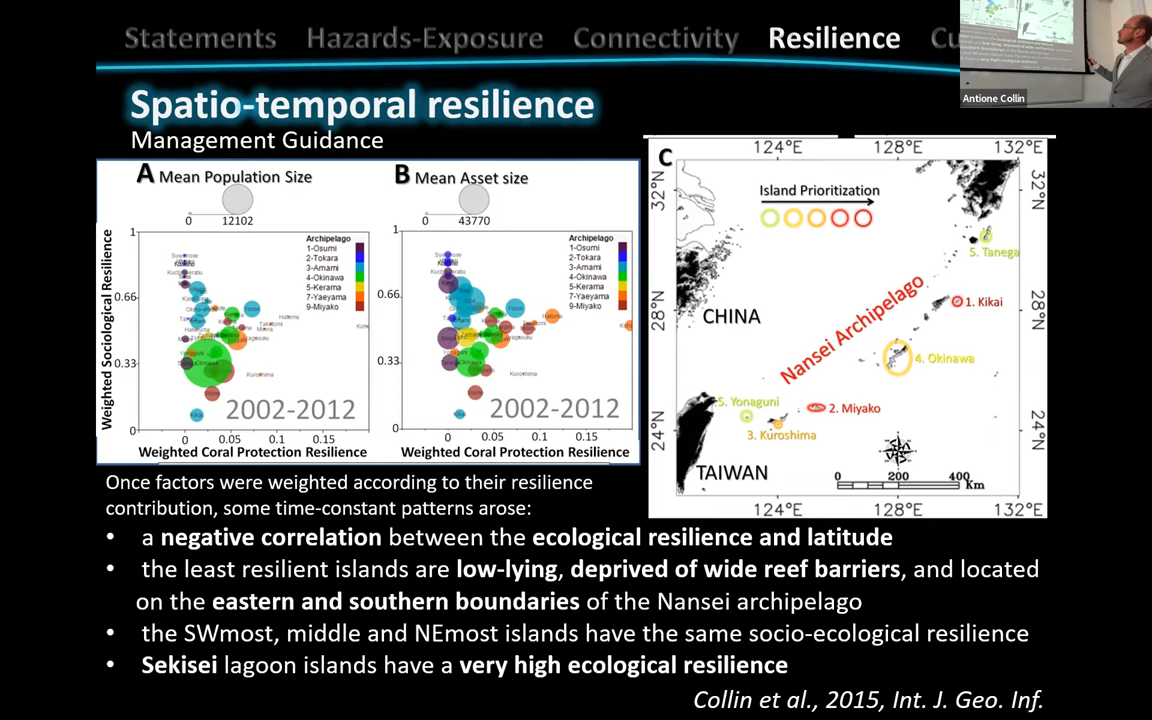 Statements Hazards-Exposure Connectivity Resilience Cu
Antione Collin
Spatio-temporal resilience
Management Guidance
A Mean Population Size
0 12102
Weighted Sociological Resilience
1
0.66
0.33
0
Archipelago
1-Osumi
2-Tokara
3-Amami
4-Okinawa
5-Kerama
7-Yaeyama
9-Miyako
Kuroshima
2002-2012
0 0.05 0.1 0.15
Weighted Coral Protection Resilience
B Mean Asset size
0 43770
1
0.66
0.33
0
Archipelago
1-Osumi
2-Tokara
3-Amami
4-Okinawa
5-Kerama
7-Yaeyama
9-Miyako
Kuroshima
2002-2012
0 0.05 0.1 0.15
Weighted Coral Protection Resilience
C
124°E 128°E 132°E
32°N 32°N
28°N 28°N
24°N 24°N
Island Prioritization
5. Tanega
1. Kikai
CHINA
Nansei Archipelago
4. Okinawa
5. Yonaguni
2. Miyako
3. Kuroshima
TAIWAN
0 200 400
Km
124°E 128°E 132°E
Once factors were weighted according to their resilience
contribution, some time-constant patterns arose:
• a negative correlation between the ecological resilience and latitude
• the least resilient islands are low-lying, deprived of wide reef barriers, and located
on the eastern and southern boundaries of the Nansei archipelago
• the SWmost, middle and NEmost islands have the same socio-ecological resilience
• Sekisei lagoon islands have a very high ecological resilience
Collin et al., 2015, Int. J. Geo. Inf.